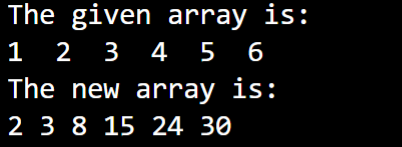 The given array is:
1  2  3  4  5  6
The new array is:
2 3 8 15 24 30